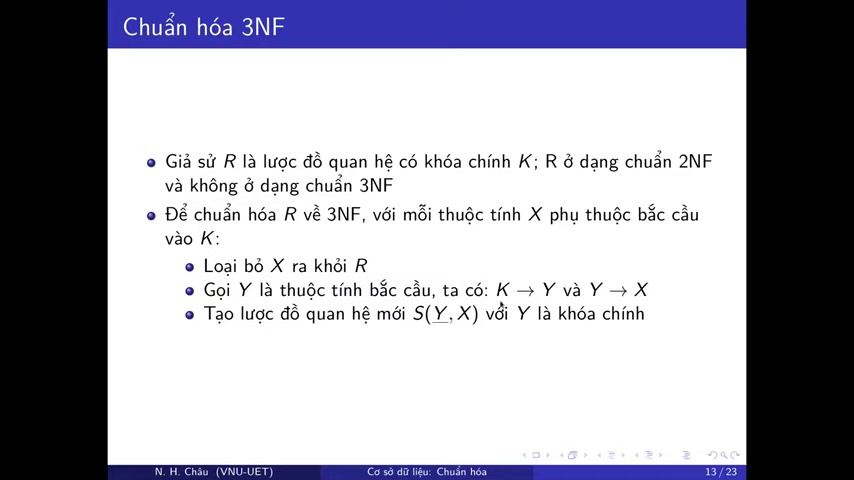 Chuẩn hóa 3NF
Giả sử R là lược đồ quan hệ có khóa chính K; R ở dạng chuẩn 2NF
và không ở dạng chuẩn 3NF
Để chuẩn hóa R về 3NF, với mỗi thuộc tính X phụ thuộc bắc cầu
vào K:
Loại bỏ X ra khỏi R
Gọi Y là thuộc tính bắc cầu, ta có: K → Y và Y → X
Tạo lược đồ quan hệ mới S(Y, X) với Y là khóa chính
N. H. Châu (VNU-UET) Cơ sở dữ liệu: Chuẩn hóa 13 / 23